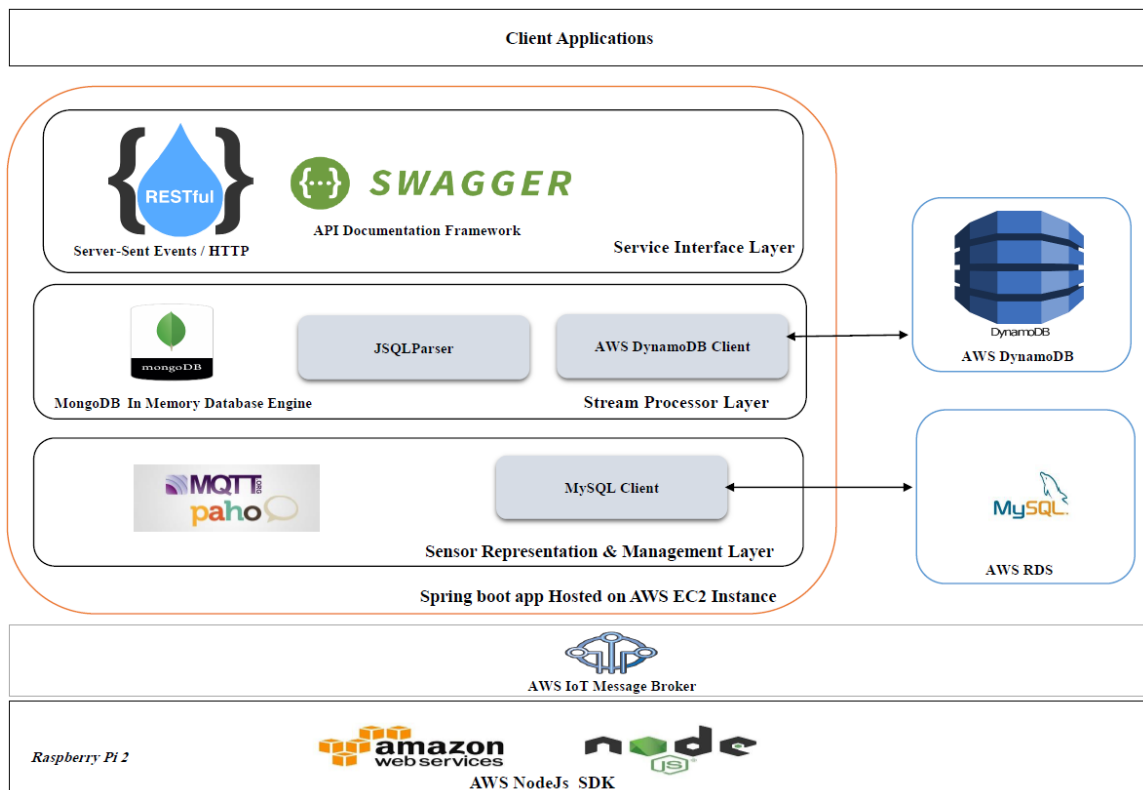 Client Applications
{RESTful}
{···} SWAGGER
API Documentation Framework
Server-Sent Events / HTTP
Service Interface Layer
mongoDB
JSQLParser
AWS DynamoDB Client
MongoDB In Memory Database Engine
Stream Processor Layer
DynamoDB
AWS DynamoDB
MQTT.ORG
paho
MySQL Client
Sensor Representation & Management Layer
MySQL.
AWS RDS
Spring boot app Hosted on AWS EC2 Instance
AWS IoT Message Broker
Raspberry Pi 2
amazon
web services
node
JS®
AWS NodeJs SDK